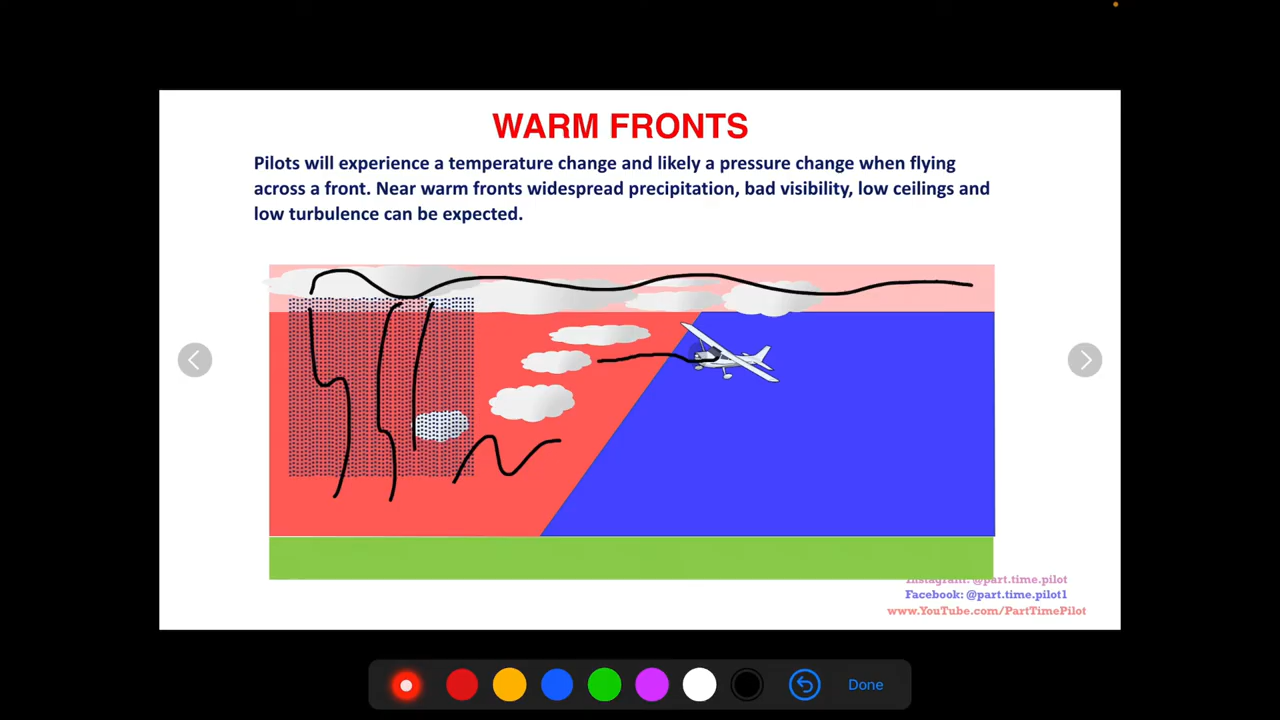 WARM FRONTS
Pilots will experience a temperature change and likely a pressure change when flying
across a front. Near warm fronts widespread precipitation, bad visibility, low ceilings and
low turbulence can be expected.
Instagram: @part.time.pilot
Facebook: @part.time.pilot1
www.YouTube.com/PartTimePilot
Done